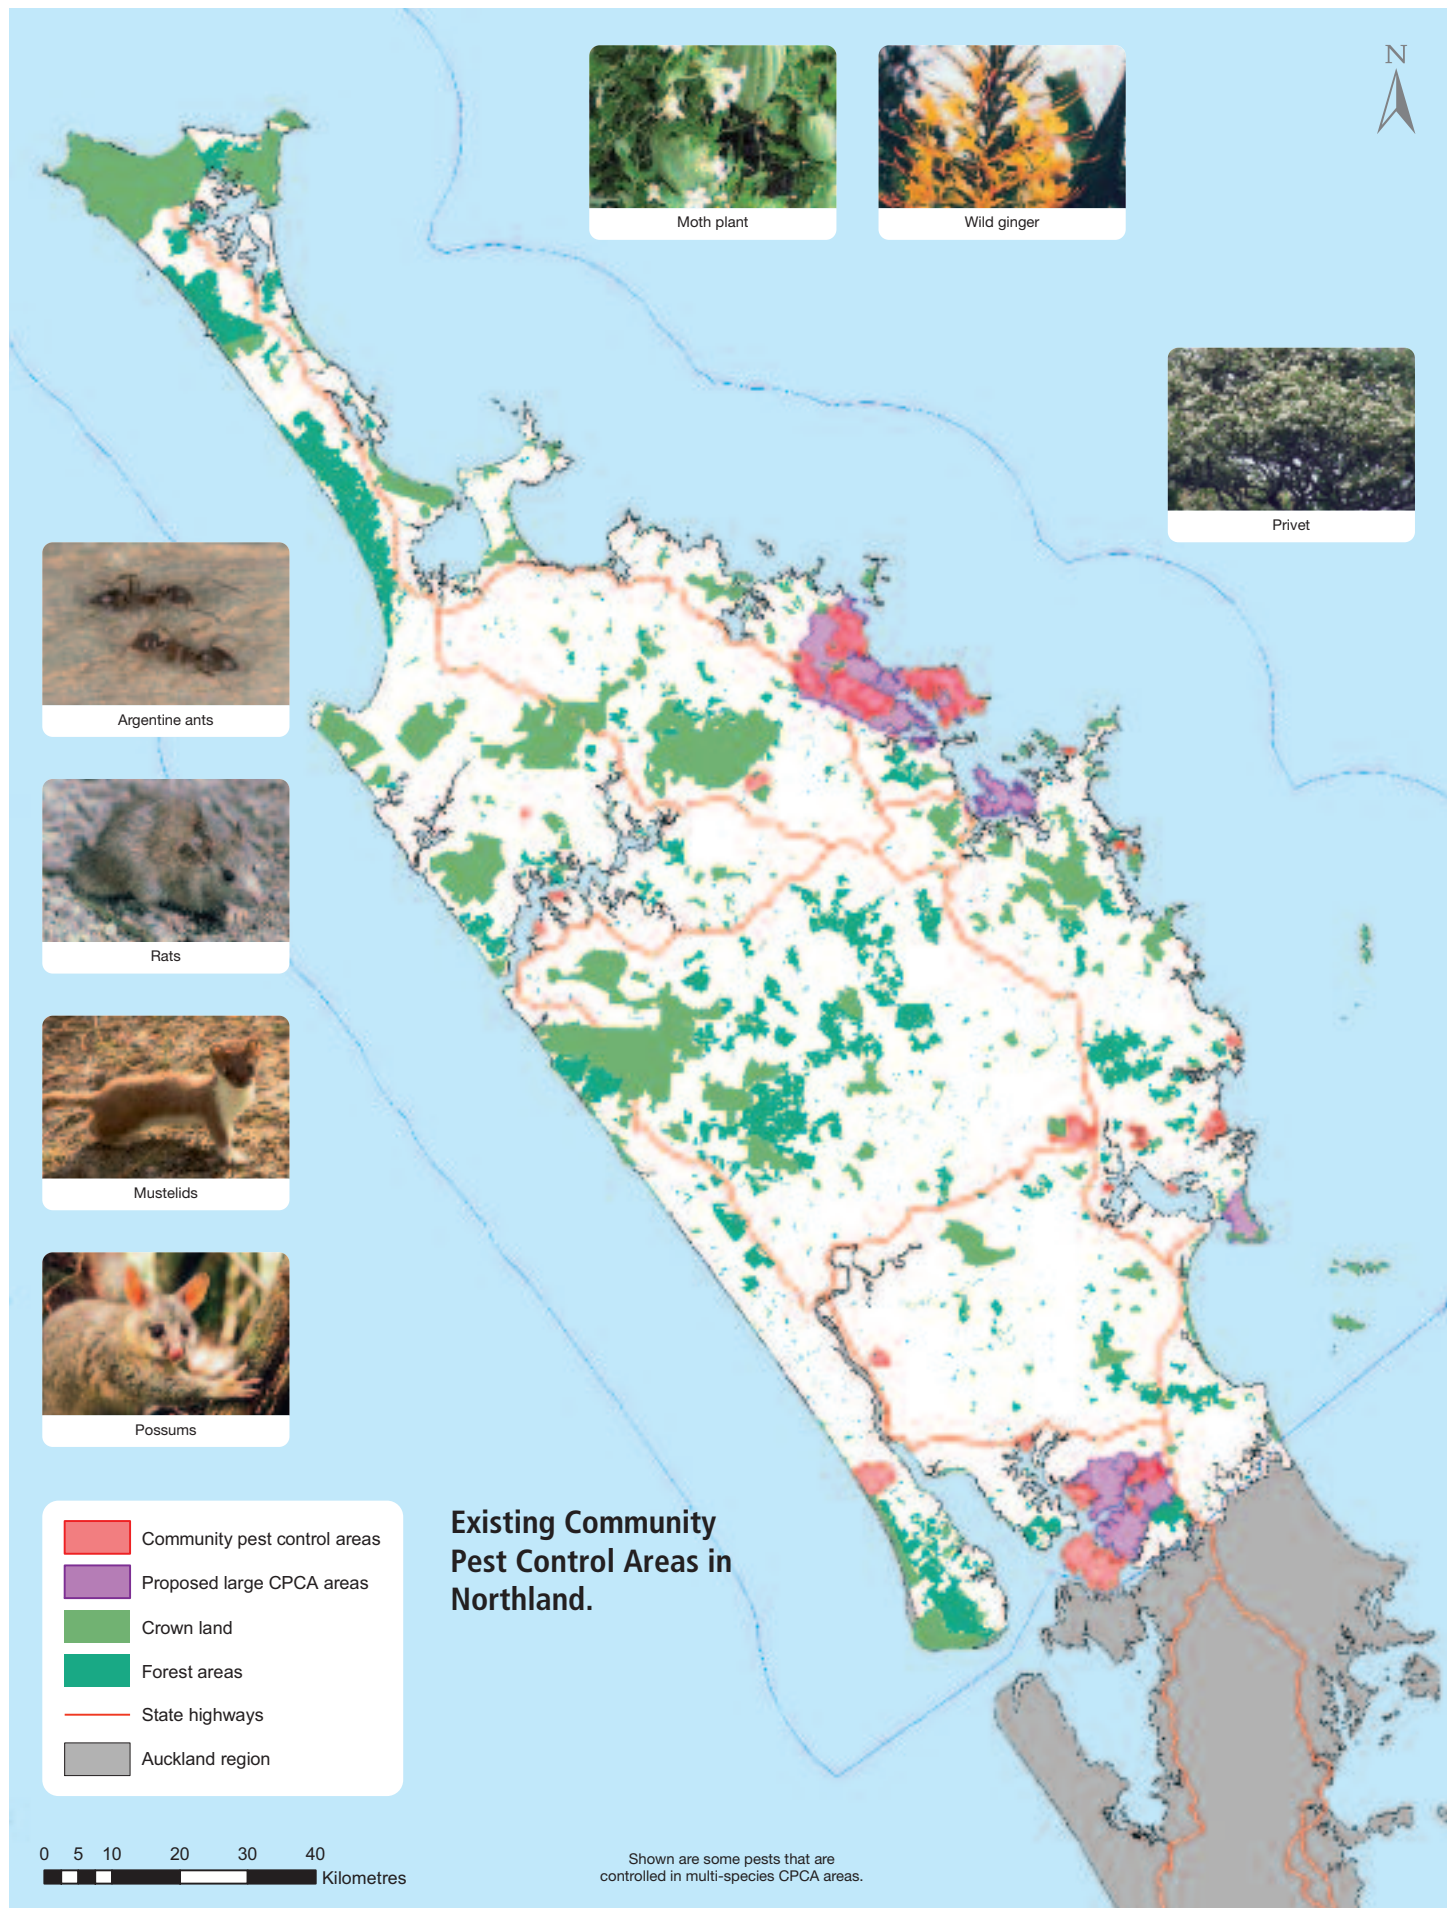 N
Moth plant
Wild ginger
Privet
Argentine ants
Rats
Mustelids
Possums
Community pest control areas
Proposed large CPCA areas
Crown land
Forest areas
State highways
Auckland region
Existing Community
Pest Control Areas in
Northland.
0 5 10 20 30 40
Kilometres
Shown are some pests that are
controlled in multi-species CPCA areas.